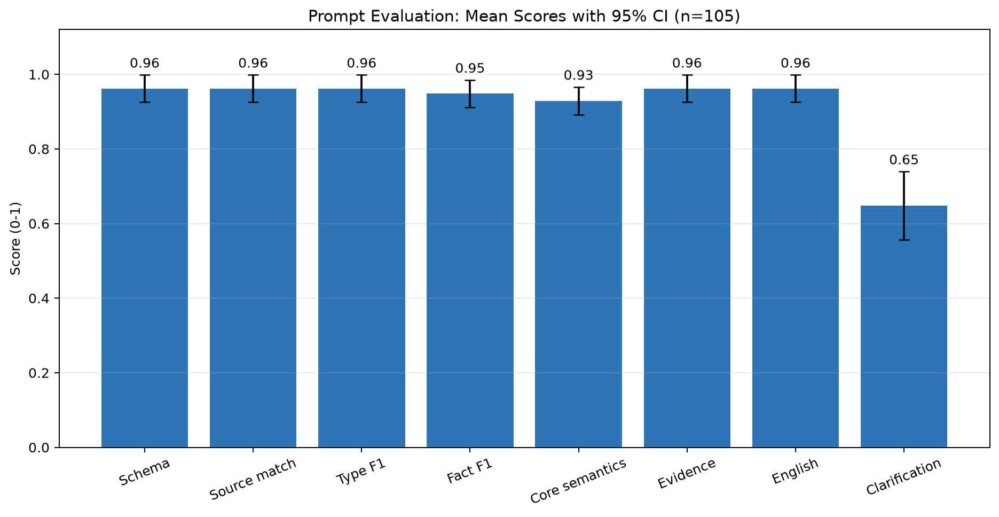 Prompt Evaluation: Mean Scores with 95% CI (n=105)
0.96
0.96
0.96
0.95
0.93
0.96
0.96
0.65
1.0
0.8
0.6
0.4
0.2
0.0
Score (0-1)
Schema
Source match
Type F1
Fact F1
Core semantics
Evidence
English
Clarification